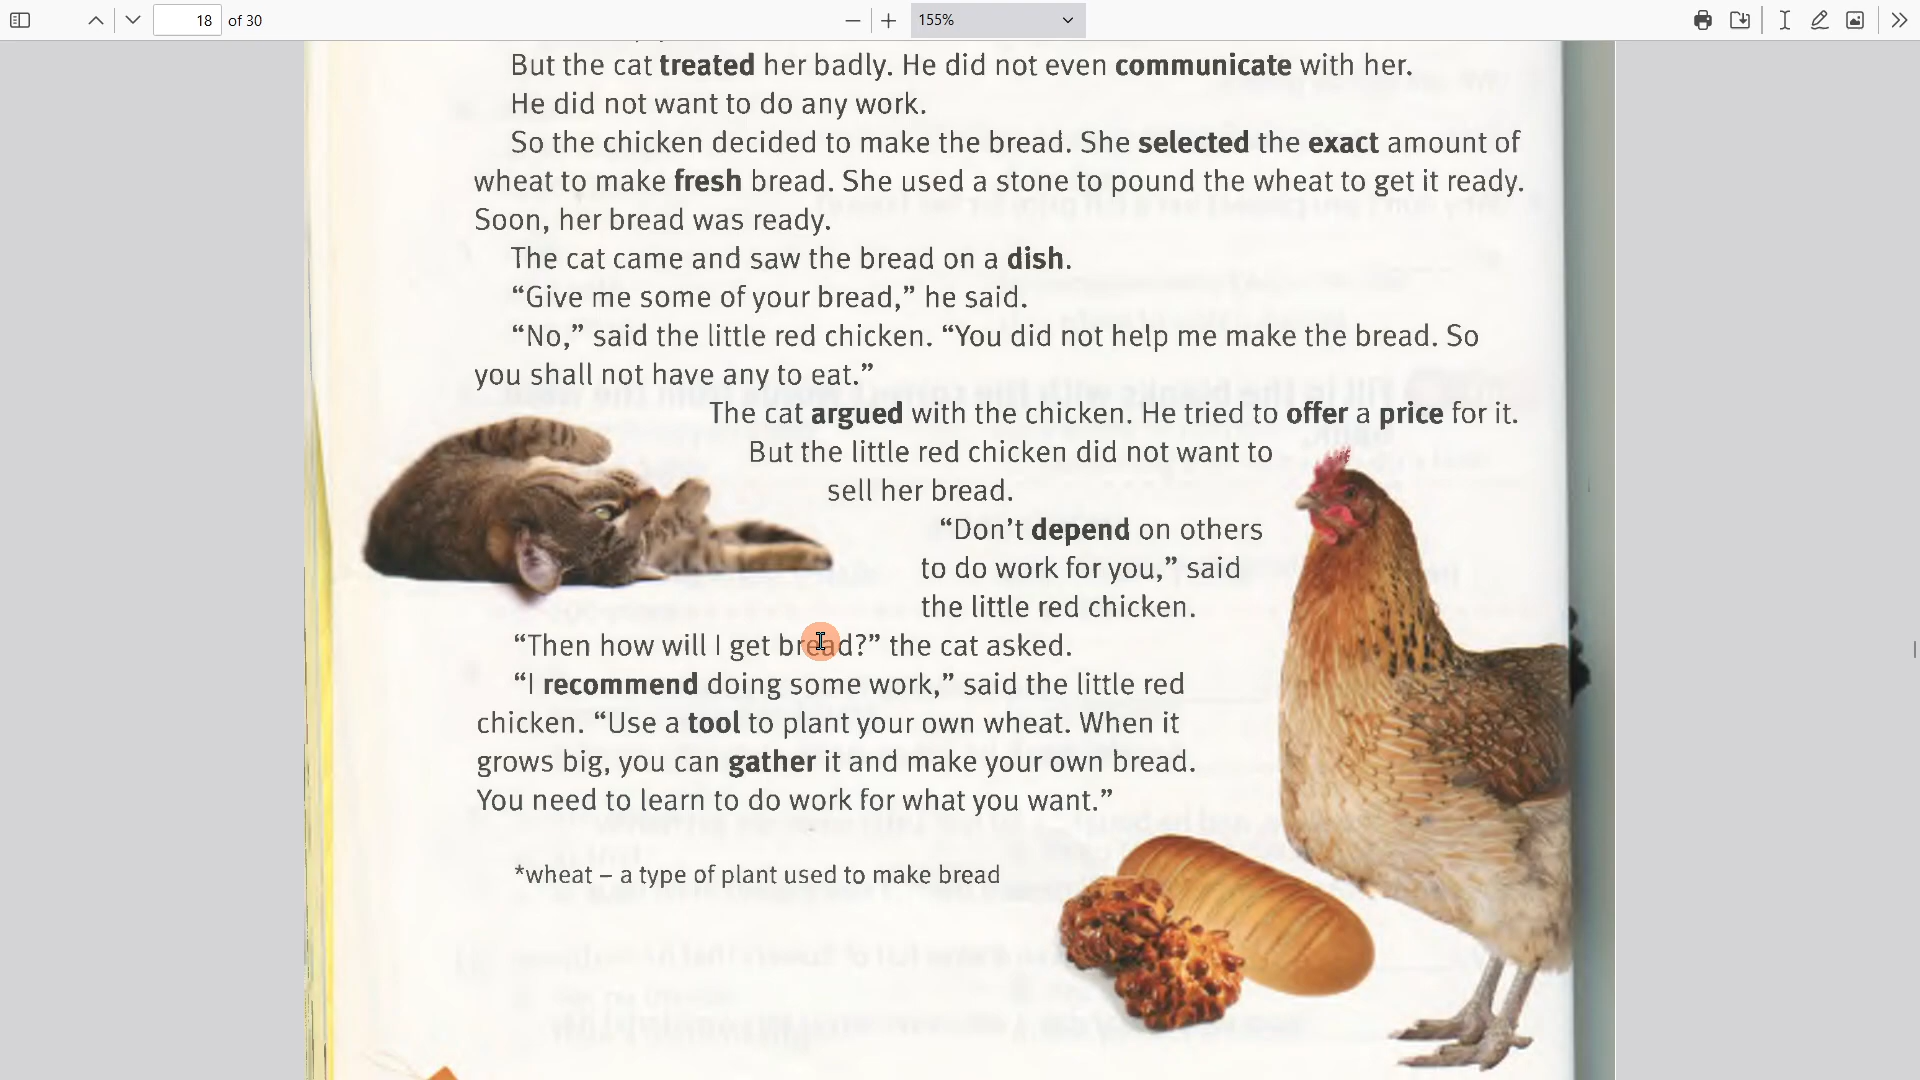 18 of 30
155%
But the cat treated her badly. He did not even communicate with her.
He did not want to do any work.
So the chicken decided to make the bread. She selected the exact amount of
wheat to make fresh bread. She used a stone to pound the wheat to get it ready.
Soon, her bread was ready.
The cat came and saw the bread on a dish.
“Give me some of your bread,” he said.
“No,” said the little red chicken. “You did not help me make the bread. So
you shall not have any to eat.”
The cat argued with the chicken. He tried to offer a price for it.
But the little red chicken did not want to
sell her bread.
“Don’t depend on others
to do work for you,” said
the little red chicken.
“Then how will I get bread?” the cat asked.
“I recommend doing some work,” said the little red
chicken. “Use a tool to plant your own wheat. When it
grows big, you can gather it and make your own bread.
You need to learn to do work for what you want.”
*wheat – a type of plant used to make bread